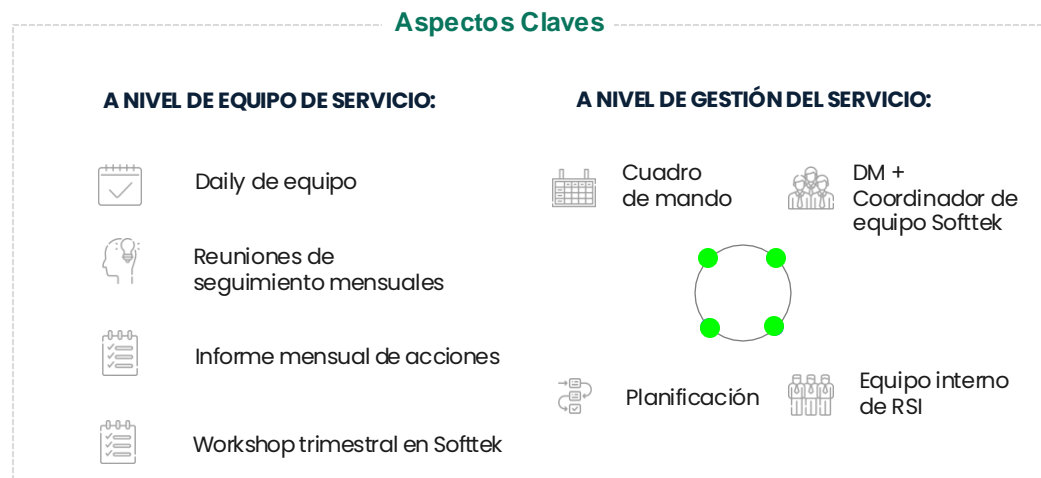 Aspectos Claves
A NIVEL DE EQUIPO DE SERVICIO:
Daily de equipo
Reuniones de
seguimiento mensuales
Informe mensual de acciones
Workshop trimestral en Softtek
A NIVEL DE GESTIÓN DEL SERVICIO:
Cuadro
de mando
DM +
Coordinador de
equipo Softtek
Planificación
Equipo interno
de RSI